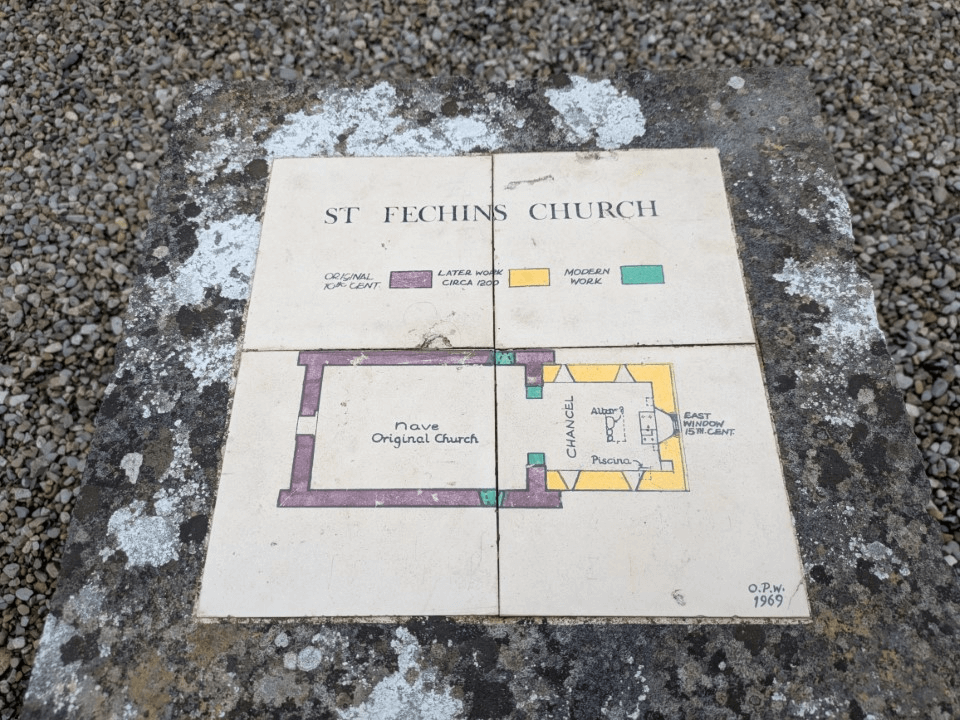 ST FECHINS CHURCH
ORIGINAL
10TH CENT.
LATER WORK
CIRCA 1200
MODERN
WORK
Nave
Original Church
CHANCEL
Altar
Piscina
EAST
WINDOW
15TH. CENT.
O.P.W.
1969